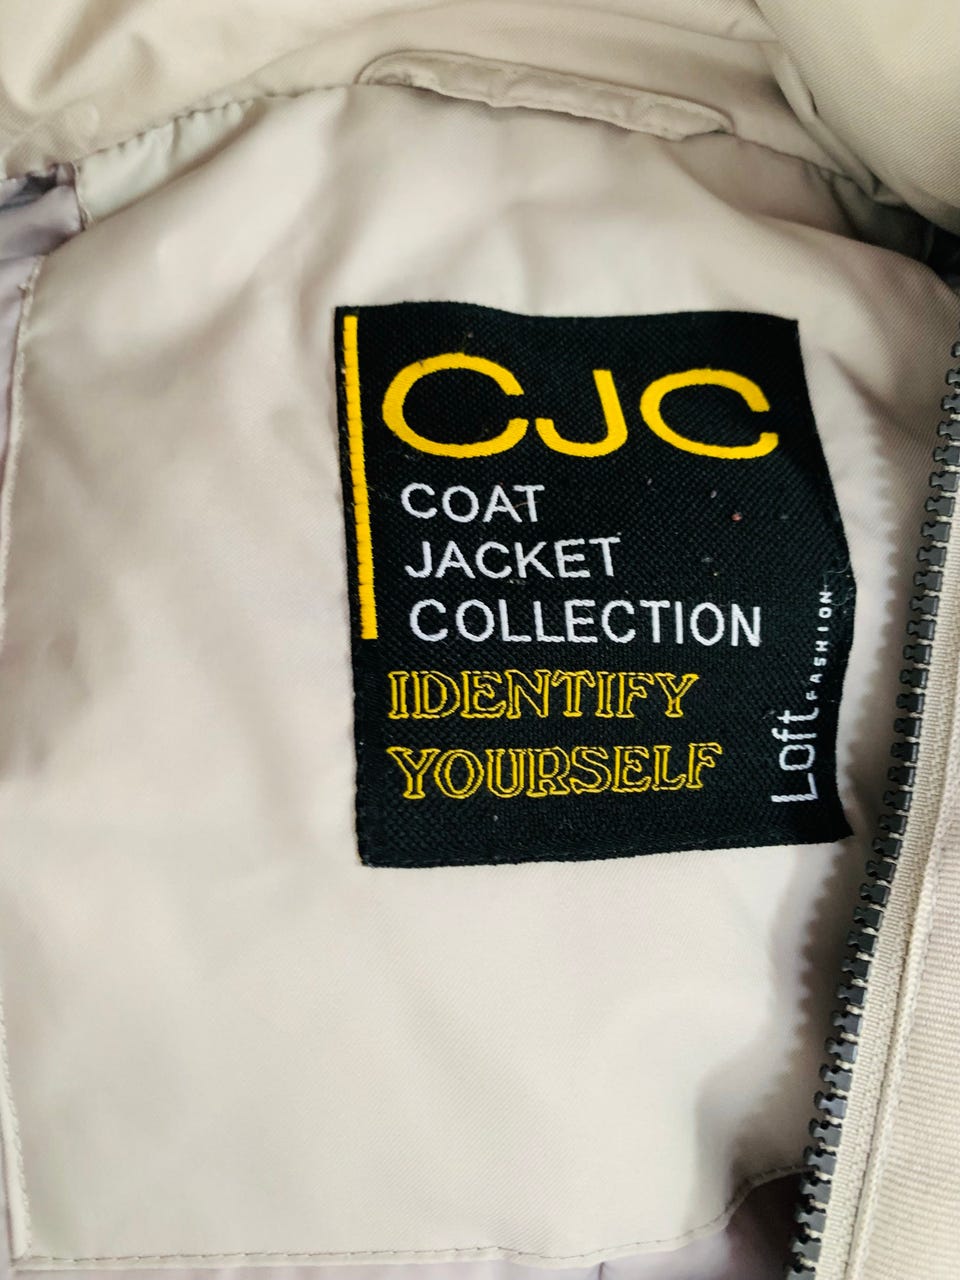 CJC
COAT
JACKET
COLLECTION
IDENTIFY
YOURSELF
Loft FASHION